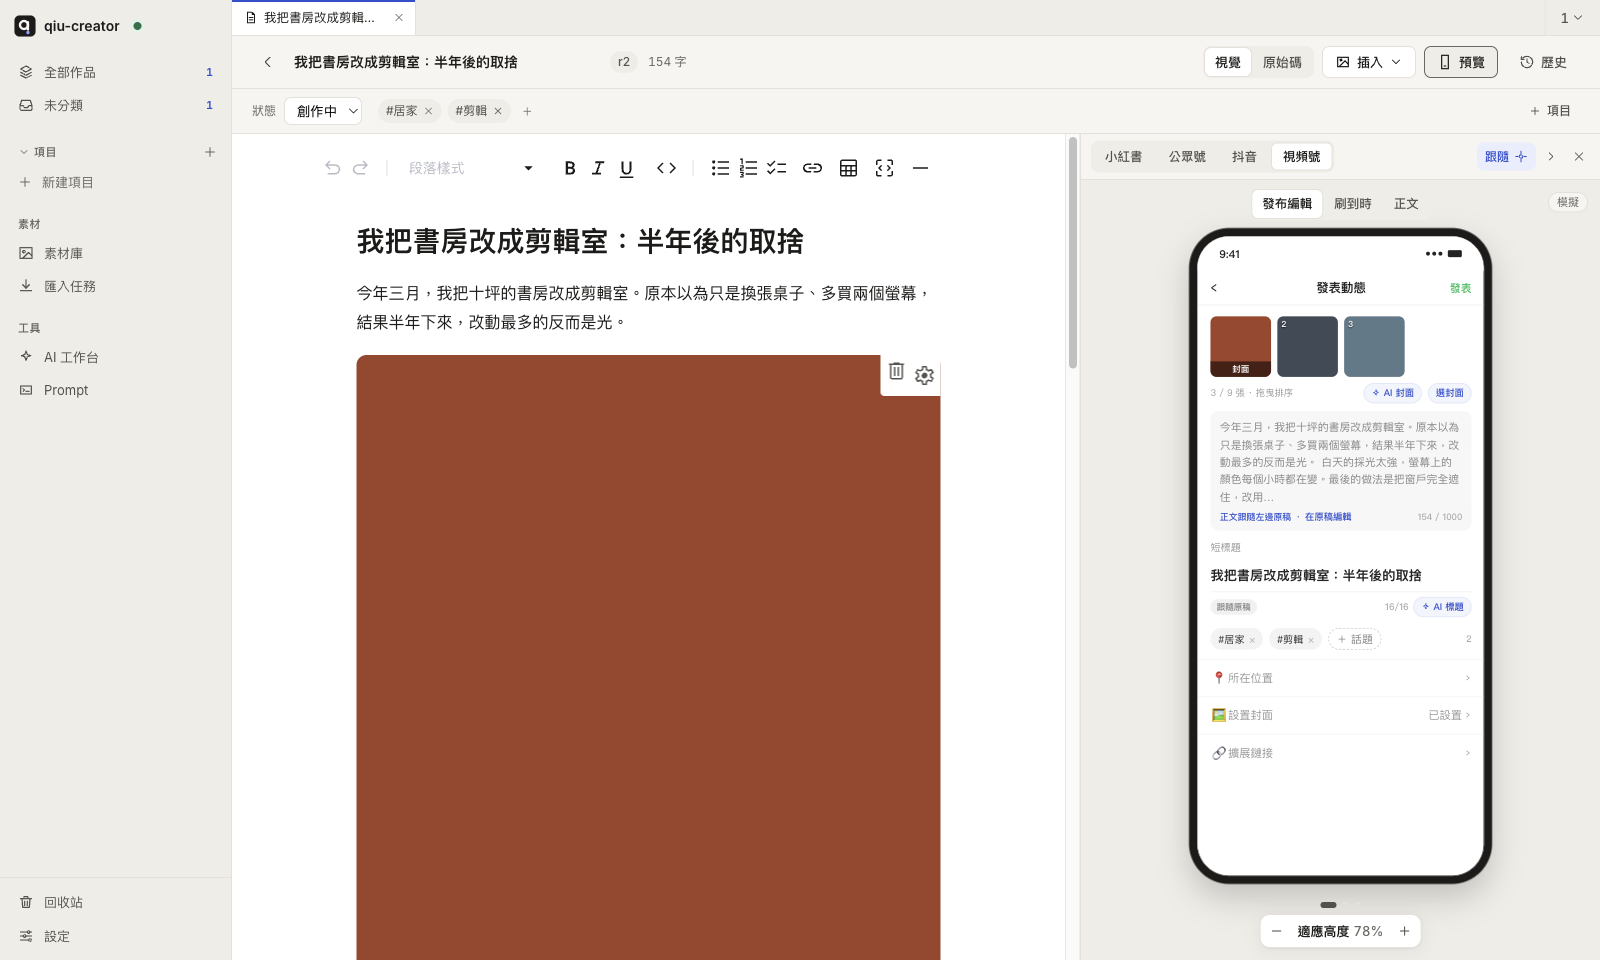 qiu-creator
全部作品 1
未分類 1
項目
新建項目
素材
素材庫
匯入任務
工具
AI 工作台
Prompt
回收站
設定
我把書房改成剪輯...
1
我把書房改成剪輯室：半年後的取捨
r2
154 字
視覺
原始碼
插入
預覽
歷史
狀態
創作中
#居家
#剪輯
項目
段落樣式
我把書房改成剪輯室：半年後的取捨
今年三月，我把十坪的書房改成剪輯室。原本以為只是換張桌子、多買兩個螢幕，
結果半年下來，改動最多的反而是光。
小紅書
公眾號
抖音
視頻號
跟隨
發布編輯
刷到時
正文
模擬
9:41
發表動態
發表
封面
2
3
3 / 9 張 · 拖曳排序
AI 封面
選封面
今年三月，我把十坪的書房改成剪輯室。原本以為
只是換張桌子、多買兩個螢幕，結果半年下來，改
動最多的反而是光。 白天的採光太強，螢幕上的
顏色每個小時都在變。最後的做法是把窗戶完全遮
住，改用...
正文跟隨左邊原稿 · 在原稿編輯
154 / 1000
短標題
我把書房改成剪輯室：半年後的取捨
跟隨原稿
16/16
AI 標題
#居家
#剪輯
+ 話題
2
所在位置
設置封面
已設置
擴展鏈接
適應高度 78%